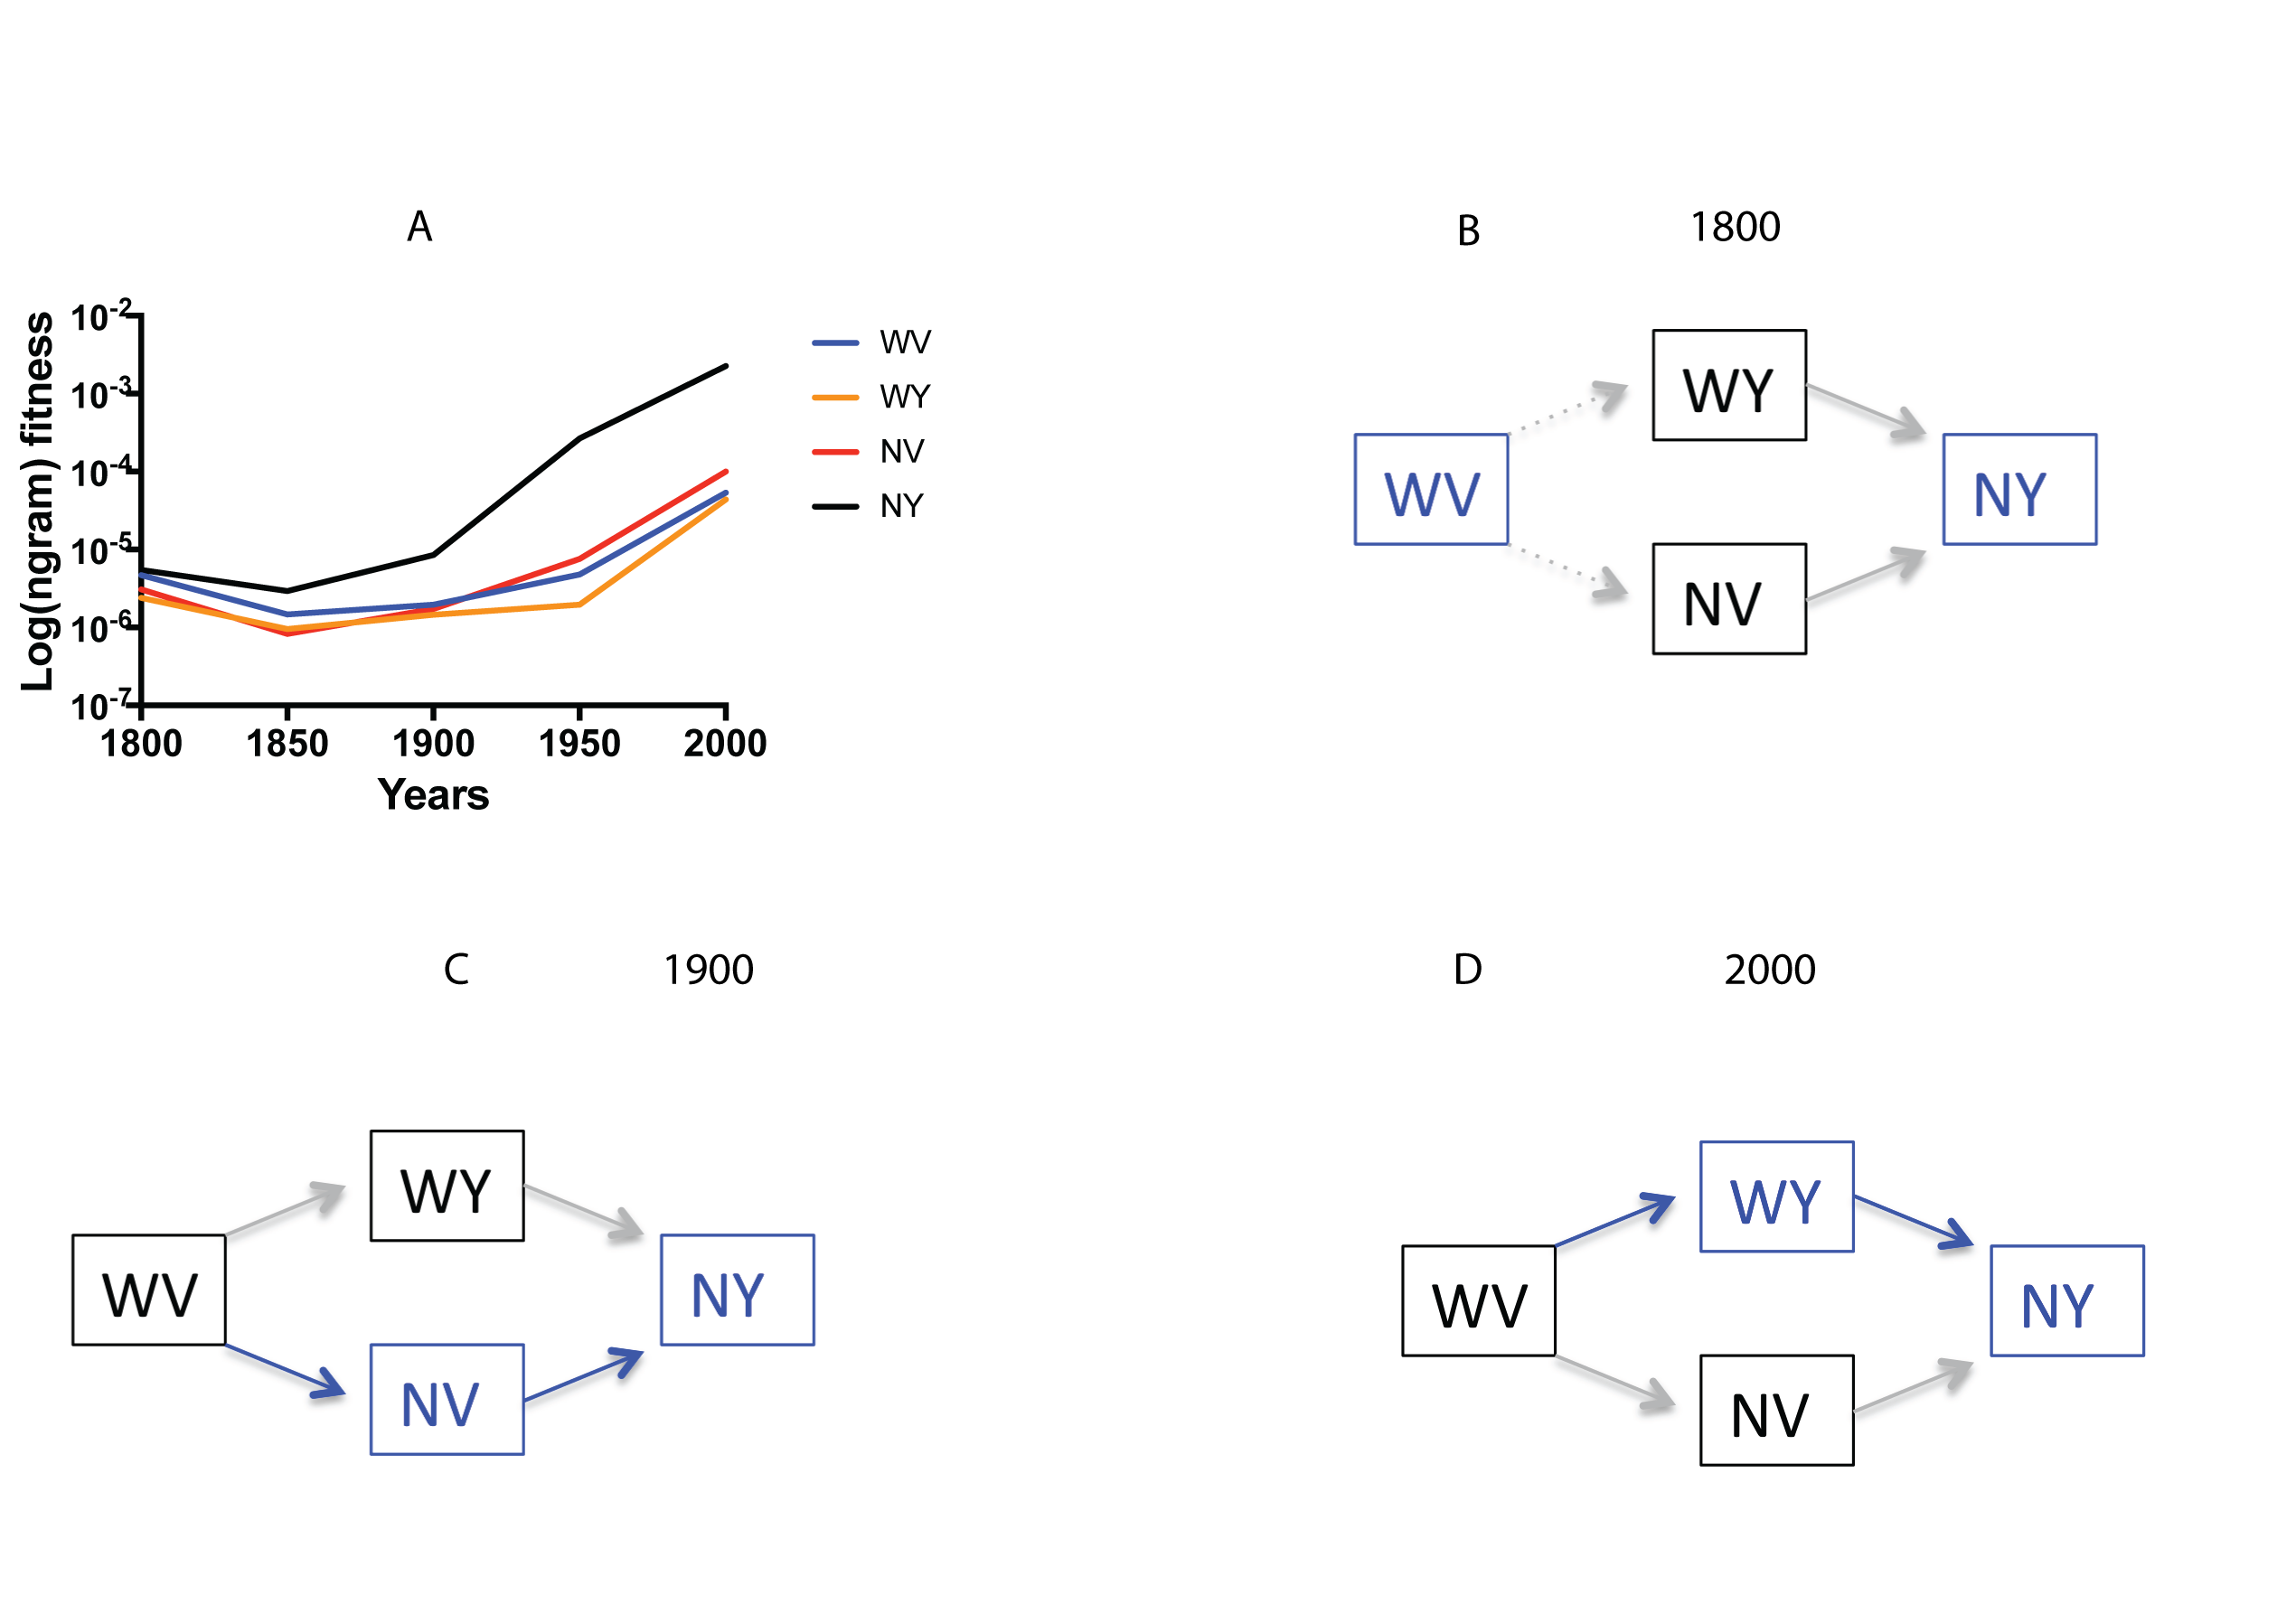 A
Log(ngram) fitness
10-2
10-3
10-4
10-5
10-6
10-7
1800 1850 1900 1950 2000
Years
WV
WY
NV
NY
B 1800
WY
WV
NY
NV
C 1900
WY
WV
NY
NV
D 2000
WY
WV
NY
NV